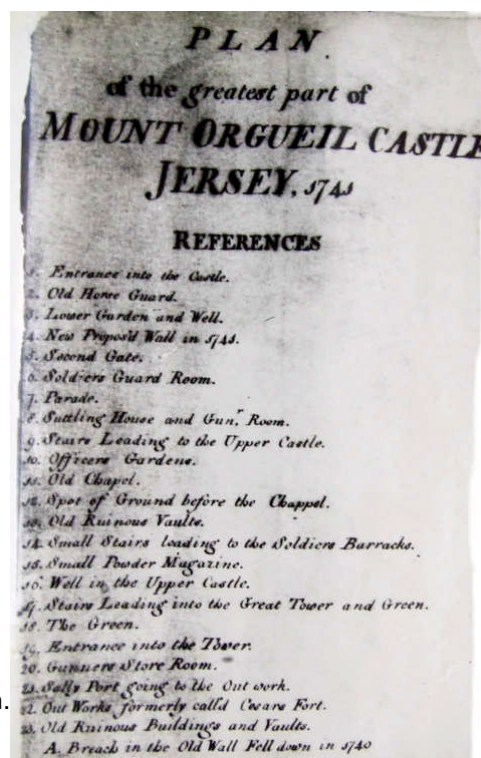 PLAN
of the greatest part of
MOUNT ORGUEIL CASTLE
JERSEY, 1741
REFERENCES
1. Entrance into the Castle.
2. Old Horse Guard.
3. Lower Garden and Well.
4. New Propos'd Wall in 1741.
5. Second Gate.
6. Soldiers Guard Room.
7. Parade.
8. Suttling House and Gun.r Room.
9. Stairs Leading to the Upper Castle.
10. Officers Gardens.
11. Old Chapel.
12. Spot of Ground before the Chappel.
13. Old Ruinous Vaults.
14. Small Stairs leading to the Soldiers Barracks.
15. Small Powder Magazine.
16. Well in the Upper Castle.
17. Stairs Leading into the Great Tower and Green.
18. The Green.
19. Entrance into the Tower.
20. Gunners Store Room.
21. Sally Port going to the Out work.
22. Out Works formerly call'd Cesars Fort.
23. Old Ruinous Buildings and Vaults.
A. Breach in the Old Wall Fell down in 1740